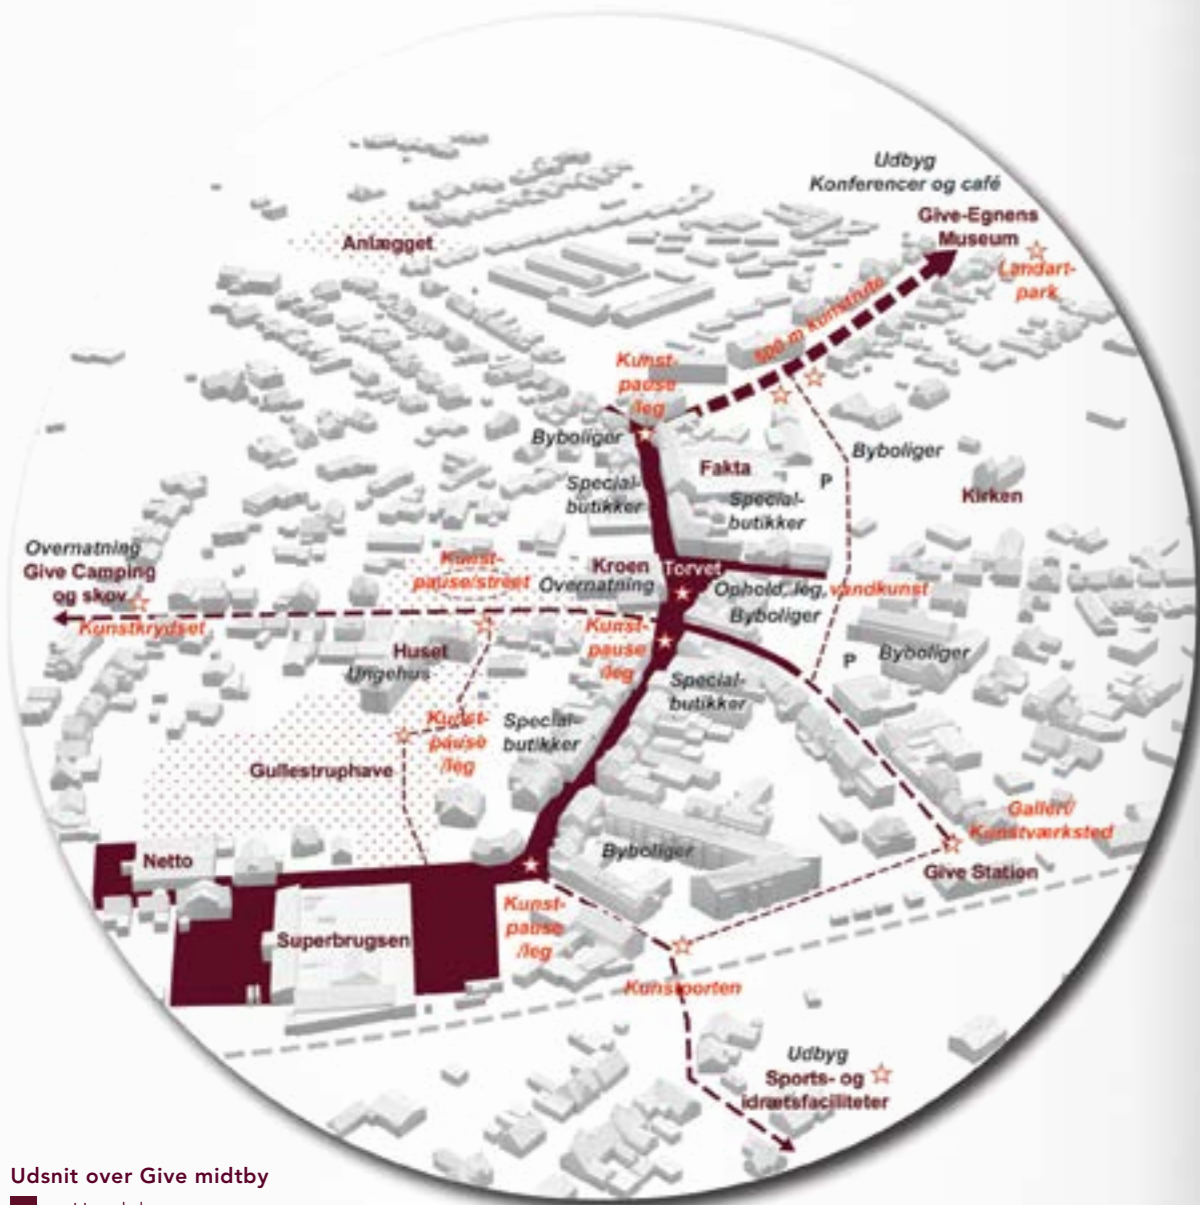 Udbyg
Konferencer og café
Give-Egnens
Museum
Landart-
park
Anlægget
500 m kunstrute
Kunst-
pause
/leg
Byboliger
Byboliger
Fakta
P
Kirken
Special-
butikker
Special-
butikker
Overnatning
Give Camping
og skov
Kunstkrydset
Kunst-
pause/street
Kroen
Overnatning
Torvet
Ophold, leg, vandkunst
Byboliger
Kunst-
pause
/leg
Huset
Ungehus
P
Byboliger
Special-
butikker
Kunst-
pause
/leg
Special-
butikker
Gullestruphave
Galleri/
Kunstværksted
Give Station
Netto
Byboliger
Superbrugsen
Kunst-
pause
/leg
Kunstporten
Udbyg
Sports- og
idrætsfaciliteter
Udsnit over Give midtby